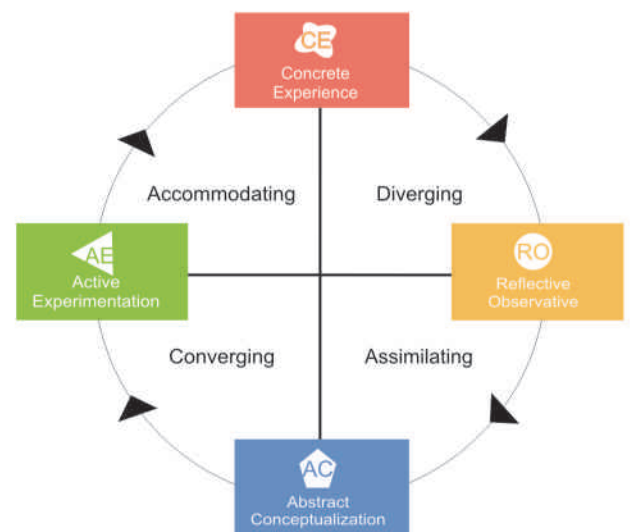 CE
Concrete
Experience
Accommodating
Diverging
AE
Active
Experimentation
RO
Reflective
Observative
Converging
Assimilating
AC
Abstract
Conceptualization